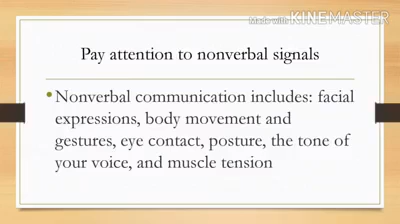 Made with KINEMASTER
Pay attention to nonverbal signals
• Nonverbal communication includes: facial
expressions, body movement and
gestures, eye contact, posture, the tone of
your voice, and muscle tension